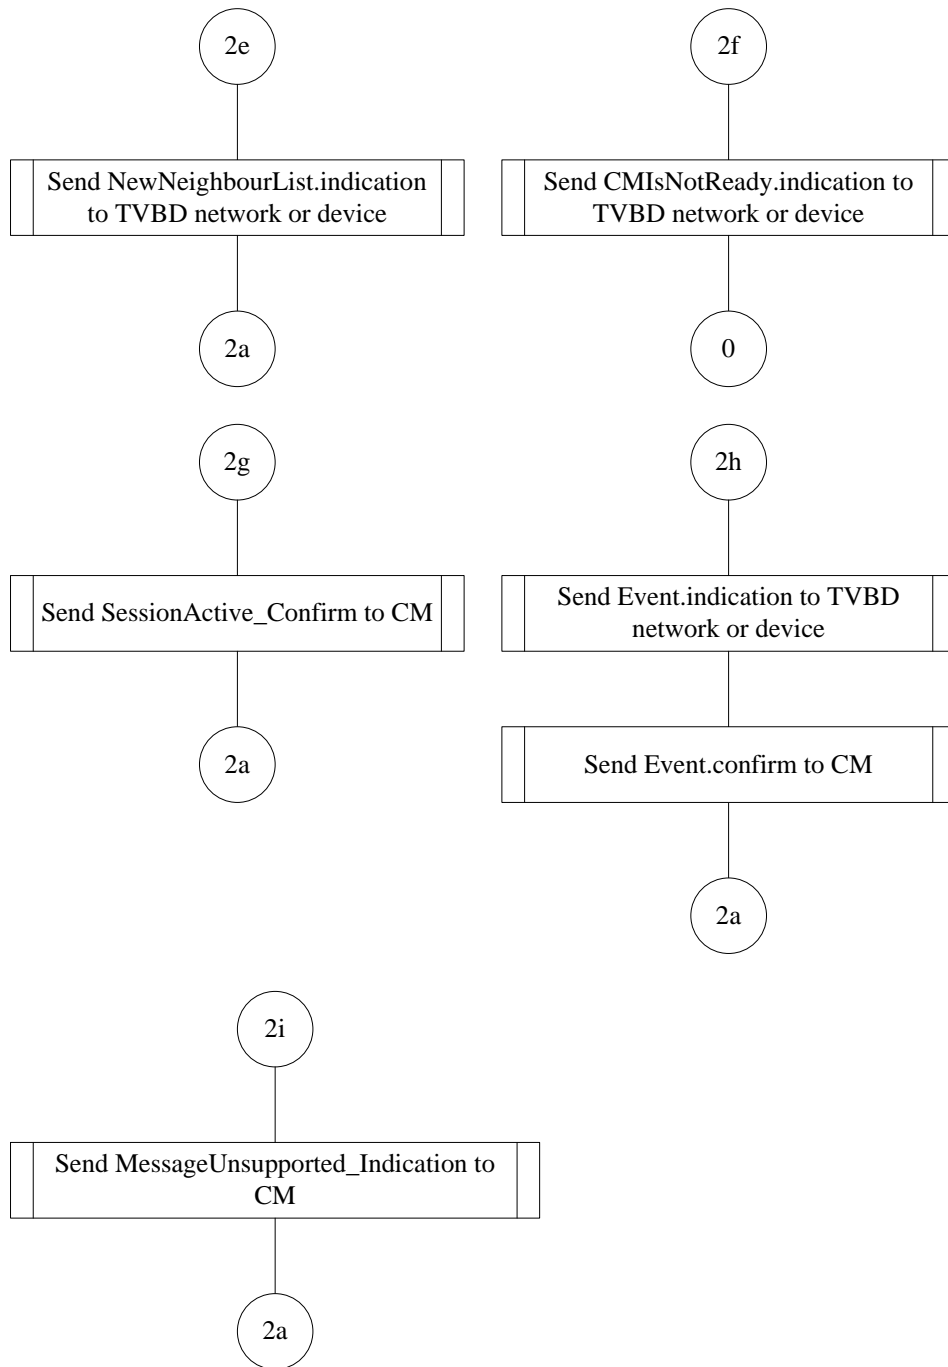 2e
Send NewNeighbourList.indication
to TVBD network or device
2a
2f
Send CMIsNotReady.indication to
TVBD network or device
0
2g
Send SessionActive_Confirm to CM
2a
2h
Send Event.indication to TVBD
network or device
Send Event.confirm to CM
2a
2i
Send MessageUnsupported_Indication to
CM
2a